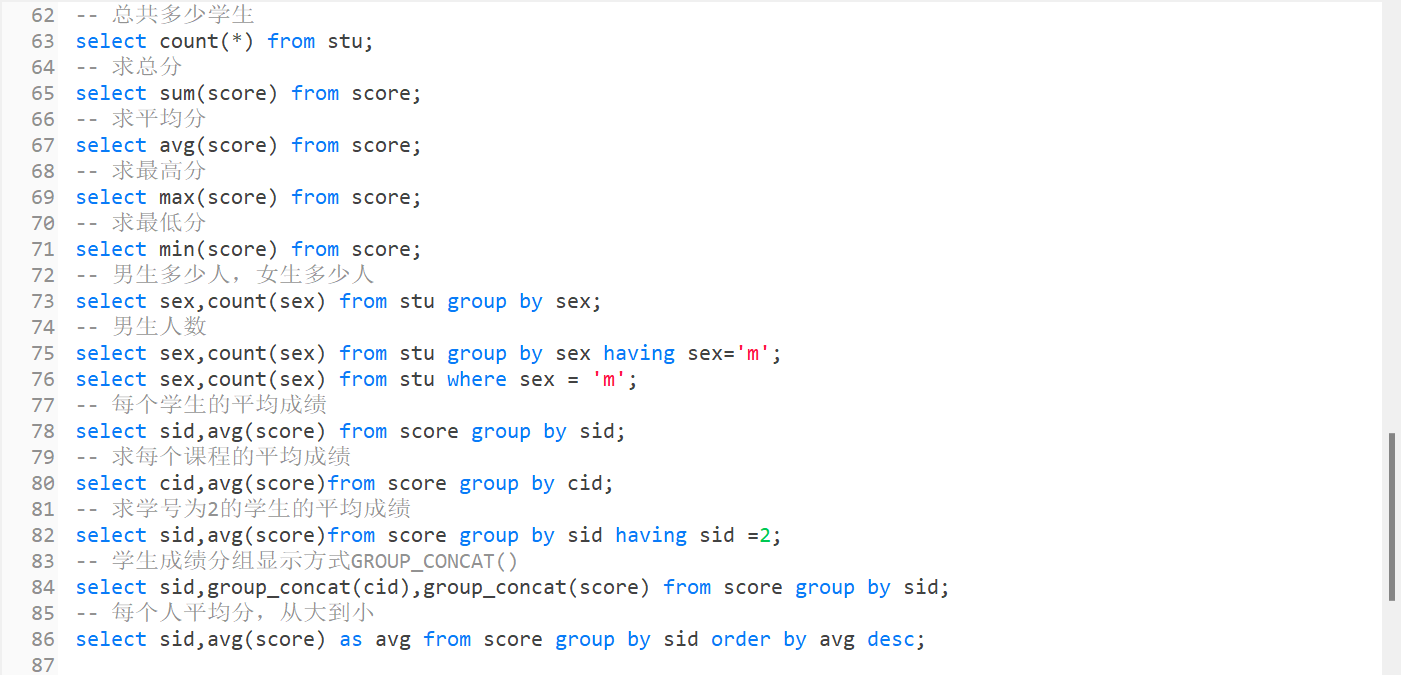 62 -- 总共多少学生
63 select count(*) from stu;
64 -- 求总分
65 select sum(score) from score;
66 -- 求平均分
67 select avg(score) from score;
68 -- 求最高分
69 select max(score) from score;
70 -- 求最低分
71 select min(score) from score;
72 -- 男生多少人，女生多少人
73 select sex,count(sex) from stu group by sex;
74 -- 男生人数
75 select sex,count(sex) from stu group by sex having sex='m';
76 select sex,count(sex) from stu where sex = 'm';
77 -- 每个学生的平均成绩
78 select sid,avg(score) from score group by sid;
79 -- 求每个课程的平均成绩
80 select cid,avg(score)from score group by cid;
81 -- 求学号为2的学生的平均成绩
82 select sid,avg(score)from score group by sid having sid =2;
83 -- 学生成绩分组显示方式GROUP_CONCAT()
84 select sid,group_concat(cid),group_concat(score) from score group by sid;
85 -- 每个人平均分，从大到小
86 select sid,avg(score) as avg from score group by sid order by avg desc;
87